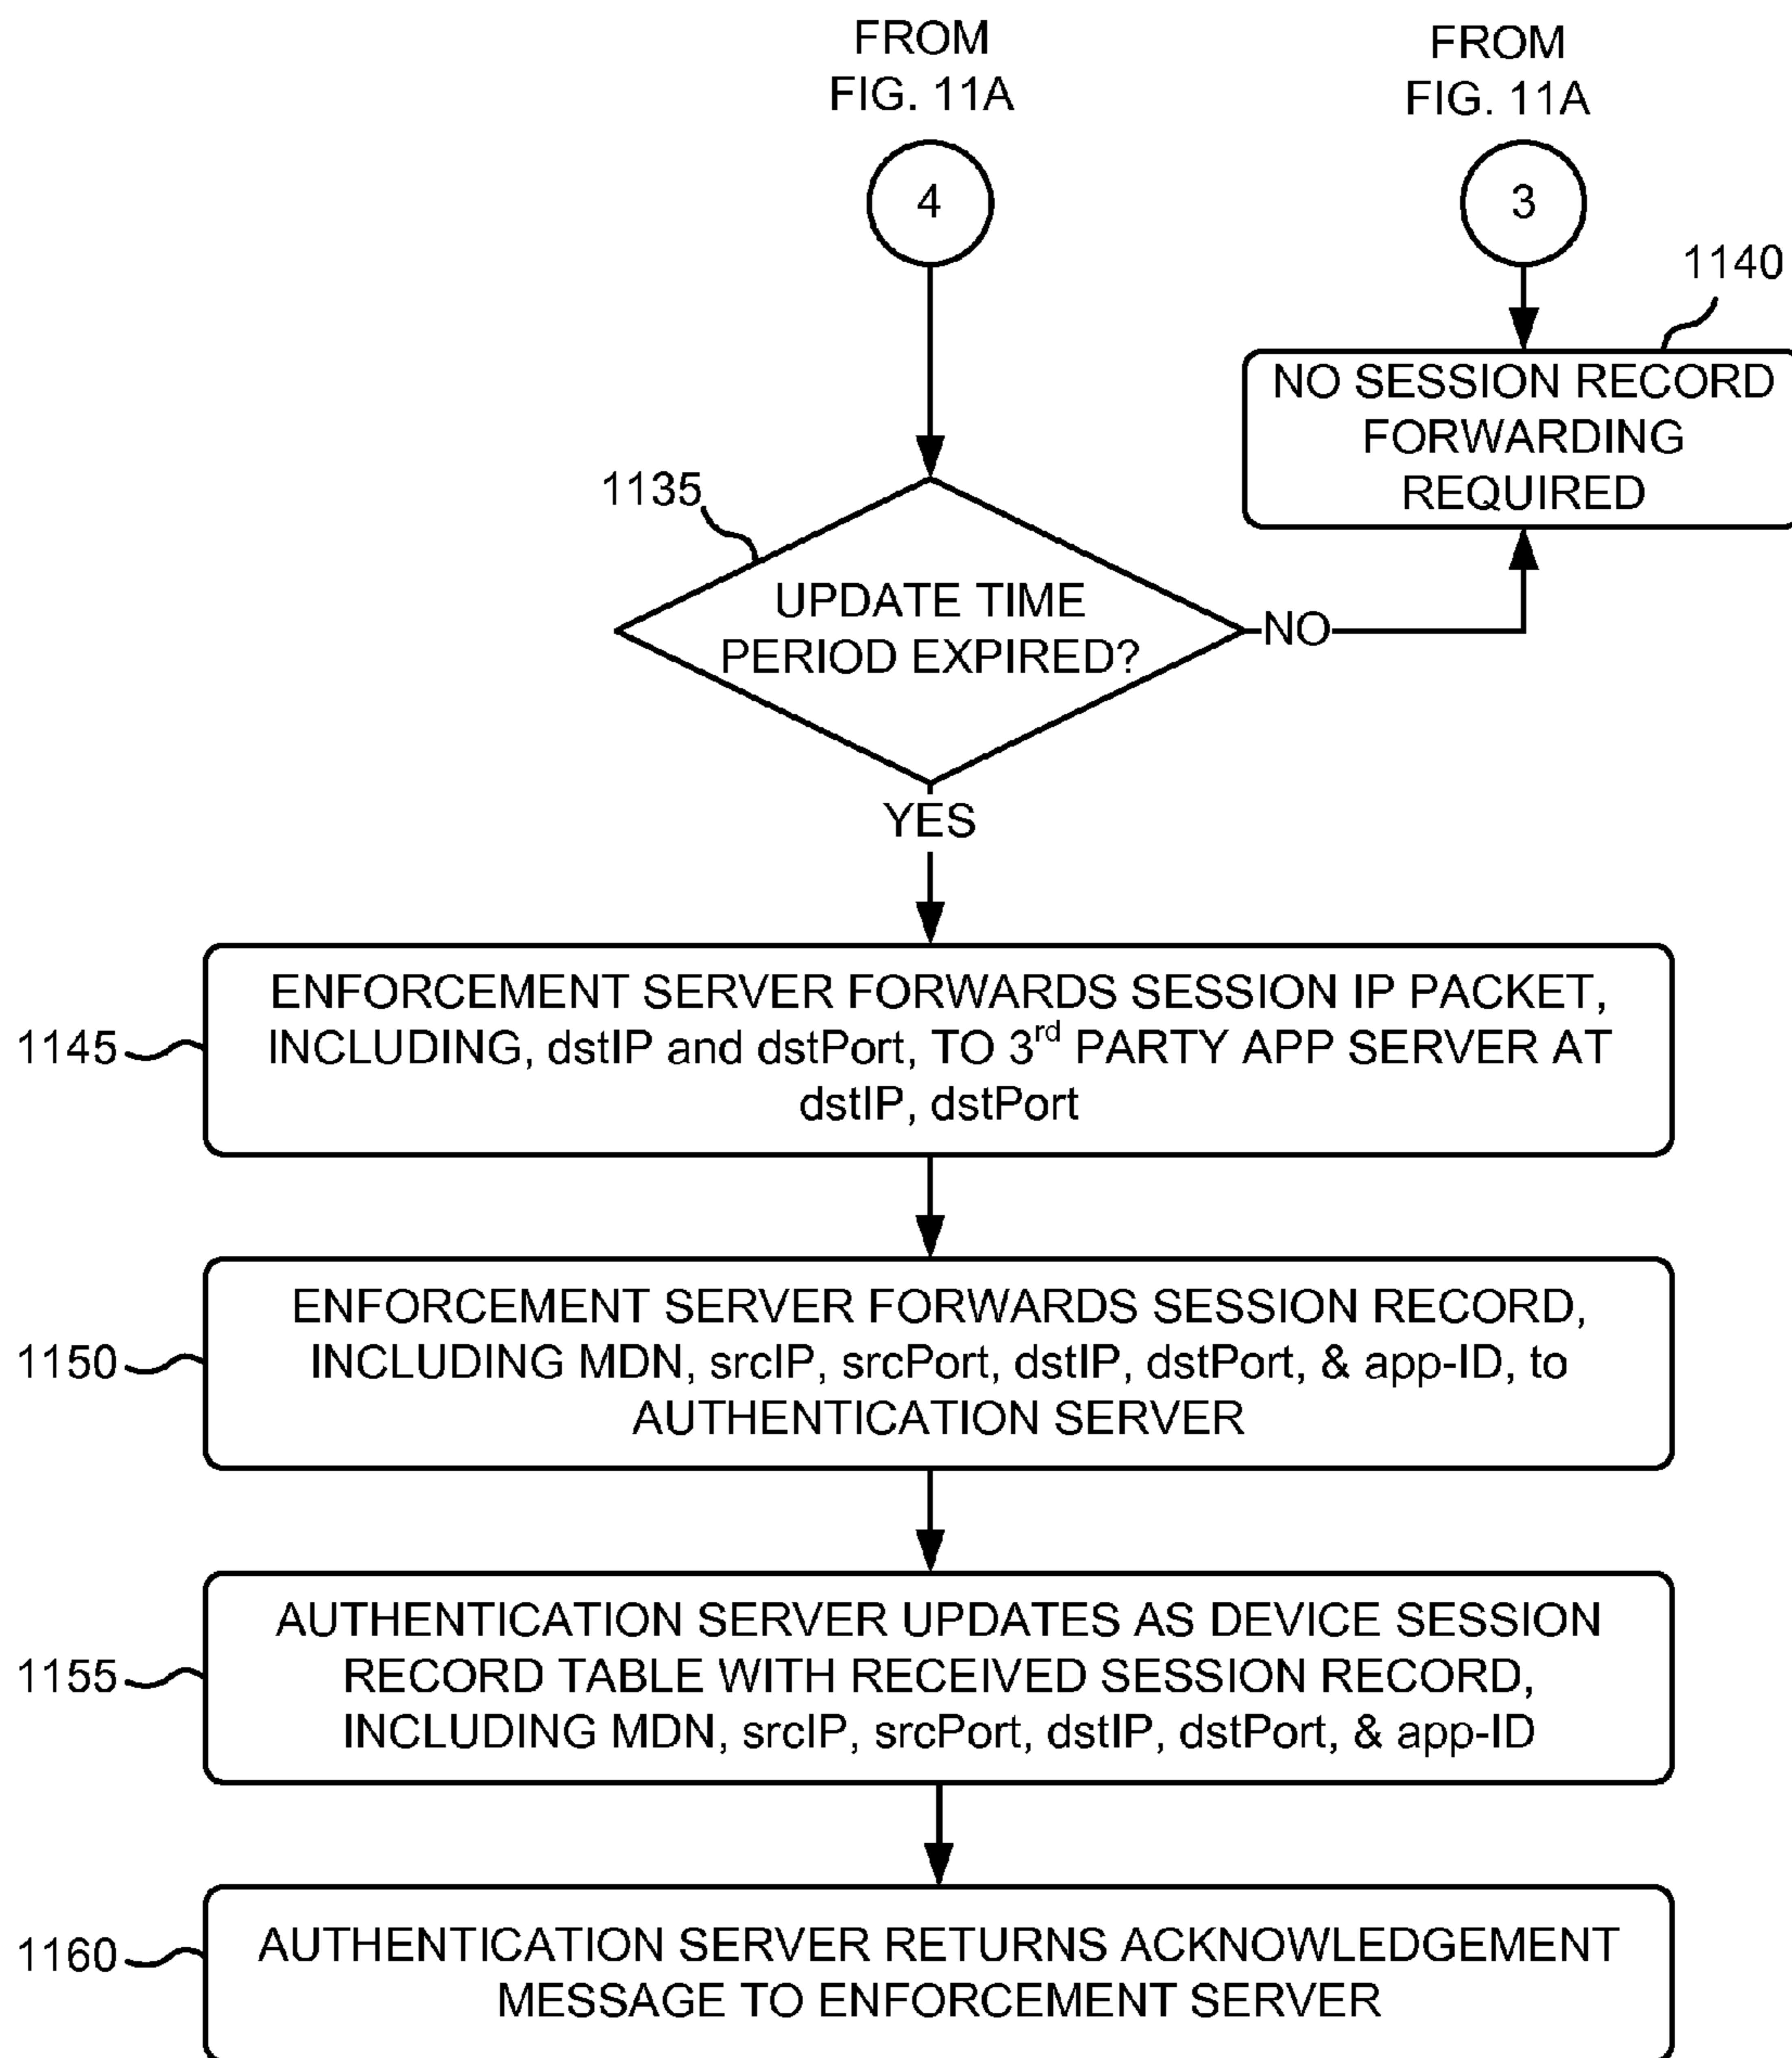 FROM
FIG. 11A
FROM
FIG. 11A
4
3
1140
NO SESSION RECORD
FORWARDING
REQUIRED
1135
UPDATE TIME
PERIOD EXPIRED?
NO
YES
1145
ENFORCEMENT SERVER FORWARDS SESSION IP PACKET,
INCLUDING, dstIP and dstPort, TO 3rd PARTY APP SERVER AT
dstIP, dstPort
1150
ENFORCEMENT SERVER FORWARDS SESSION RECORD,
INCLUDING MDN, srcIP, srcPort, dstIP, dstPort, & app-ID, to
AUTHENTICATION SERVER
1155
AUTHENTICATION SERVER UPDATES AS DEVICE SESSION
RECORD TABLE WITH RECEIVED SESSION RECORD,
INCLUDING MDN, srcIP, srcPort, dstIP, dstPort, & app-ID
1160
AUTHENTICATION SERVER RETURNS ACKNOWLEDGEMENT
MESSAGE TO ENFORCEMENT SERVER